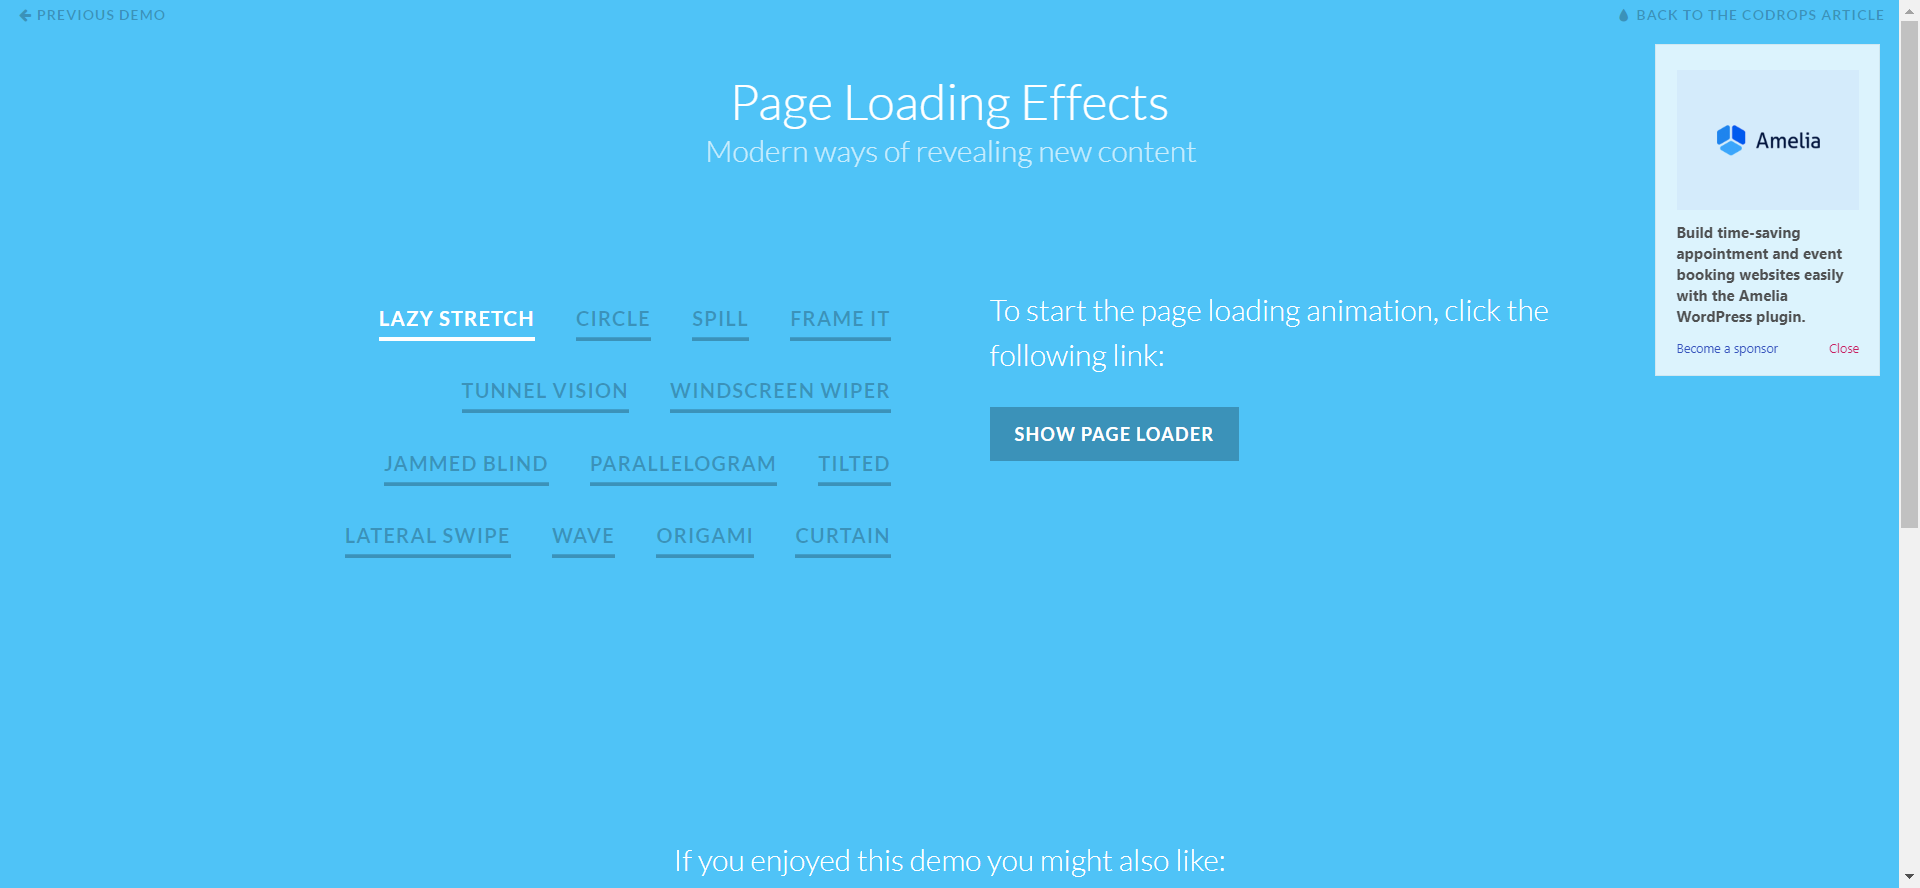 PREVIOUS DEMO
BACK TO THE CODROPS ARTICLE
Page Loading Effects
Modern ways of revealing new content
LAZY STRETCH CIRCLE SPILL FRAME IT
TUNNEL VISION WINDSCREEN WIPER
JAMMED BLIND PARALLELOGRAM TILTED
LATERAL SWIPE WAVE ORIGAMI CURTAIN
To start the page loading animation, click the
following link:
SHOW PAGE LOADER
Amelia
Build time-saving
appointment and event
booking websites easily
with the Amelia
WordPress plugin.
Become a sponsor Close
If you enjoyed this demo you might also like: